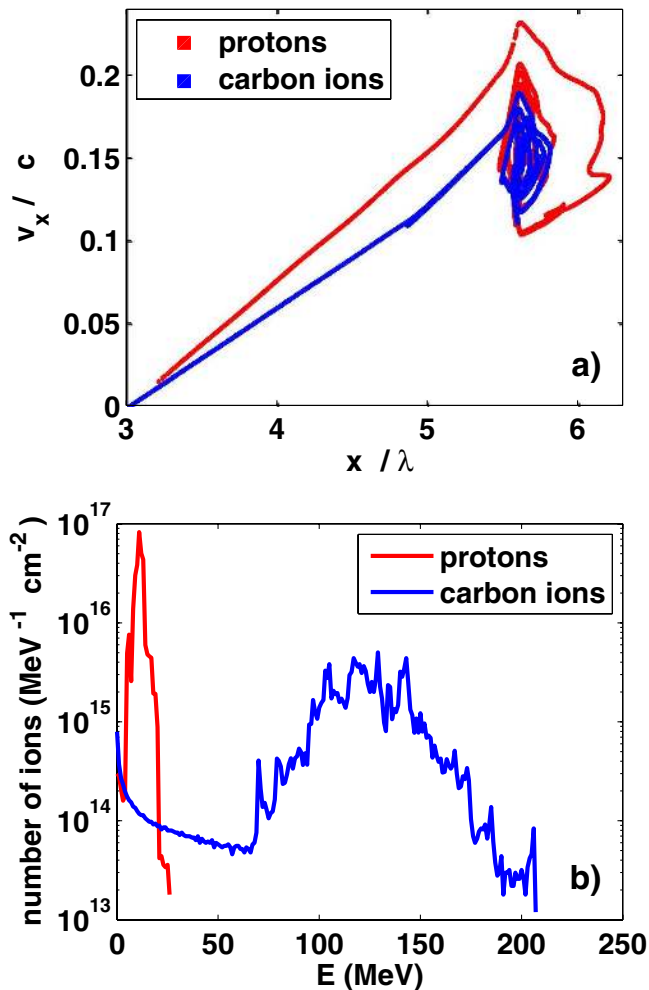 protons
carbon ions
0.2
0.15
0.1
0.05
0
v_x / c
3
4
5
6
a)
x / λ
10^17
10^16
10^15
10^14
10^13
number of ions (MeV^-1 cm^-2)
protons
carbon ions
b)
0
50
100
150
200
250
E (MeV)